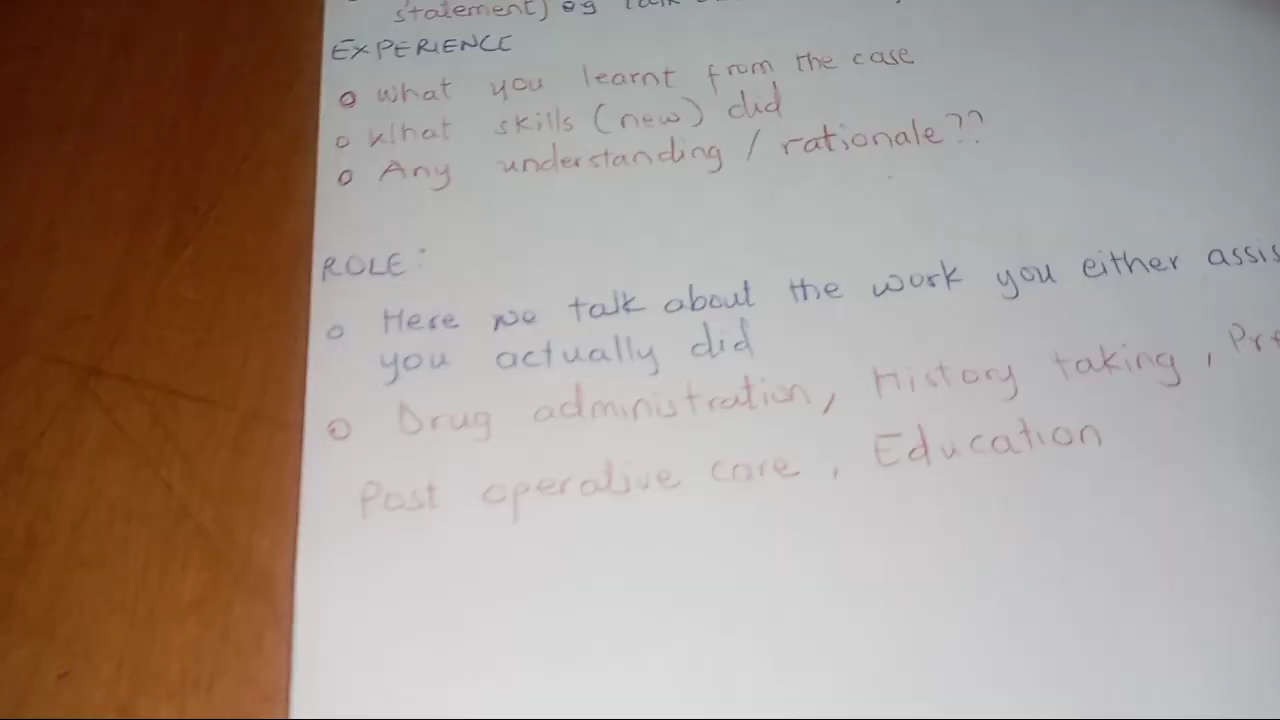 statement) eg
EXPERIENCE
o What you learnt from the case
o What skills (new) did
o Any understanding / rationale??
ROLE:
o Here we talk about the work you either assis
you actually did
o Drug administration, History taking,
Post operative care, Education